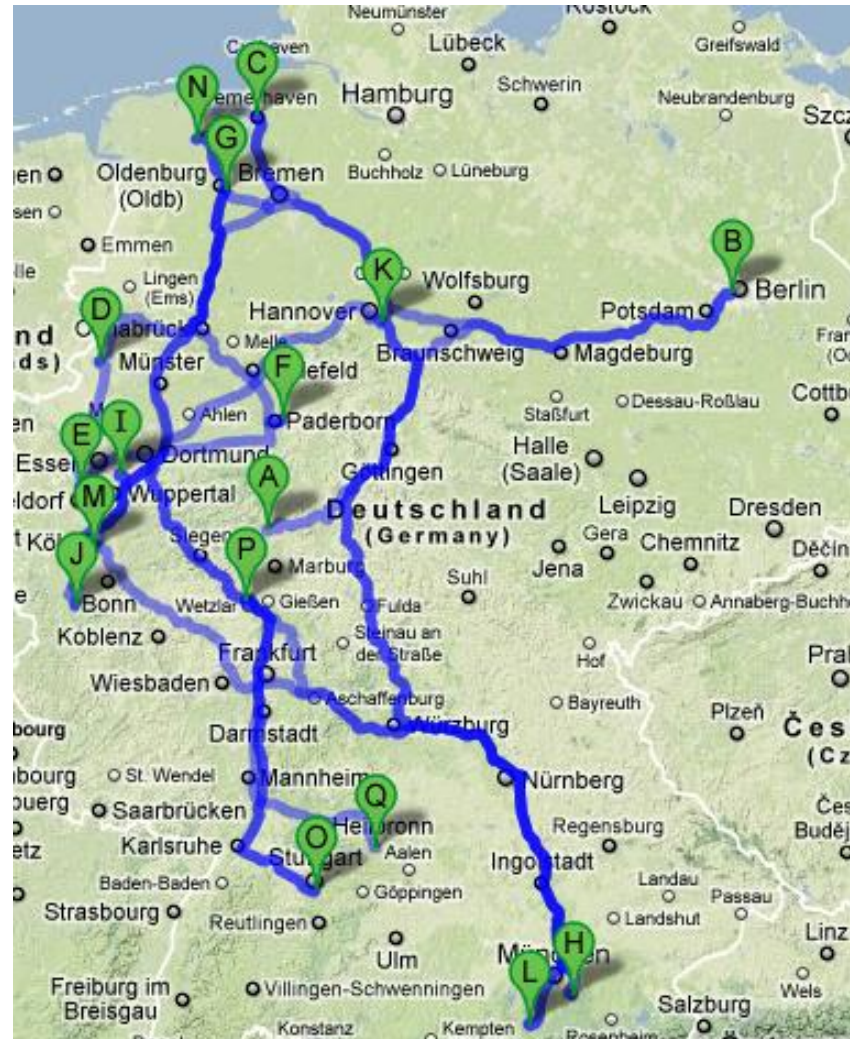 Neumünster
Rostock
Lübeck
Greifswald
C
Schwerin
N
Hamburg
Neubrandenburg
G
Oldenburg
(Oldb)
Bremen
Buchholz
Lüneburg
Emmen
B
Lingen
(Ems)
K
Wolfsburg
Berlin
D
Hannover
Potsdam
Melle
Münster
Braunschweig
Magdeburg
F
Staßfurt
Dessau-Roßlau
Ahlen
Paderborn
I
E
Dortmund
Göttingen
Halle
(Saale)
Leipzig
M
Wuppertal
A
Deutschland
(Germany)
Dresden
Siegen
Gera
Chemnitz
Jena
J
P
Marburg
Suhl
Zwickau
Bonn
Wetzlar
Gießen
Fulda
Koblenz
Steinau an
der Straße
Hof
Frankfurt
Wiesbaden
Aschaffenburg
Bayreuth
Plzeň
Darmstadt
Würzburg
St. Wendel
Mannheim
Nürnberg
Saarbrücken
Q
Heilbronn
Regensburg
Karlsruhe
O
Stuttgart
Aalen
Ingolstadt
Baden-Baden
Göppingen
Landau
Passau
Strasbourg
Reutlingen
Landshut
H
L
München
Linz
Ulm
Wels
Freiburg im
Breisgau
Villingen-Schwenningen
Salzburg
Konstanz
Kempten
Rosenheim